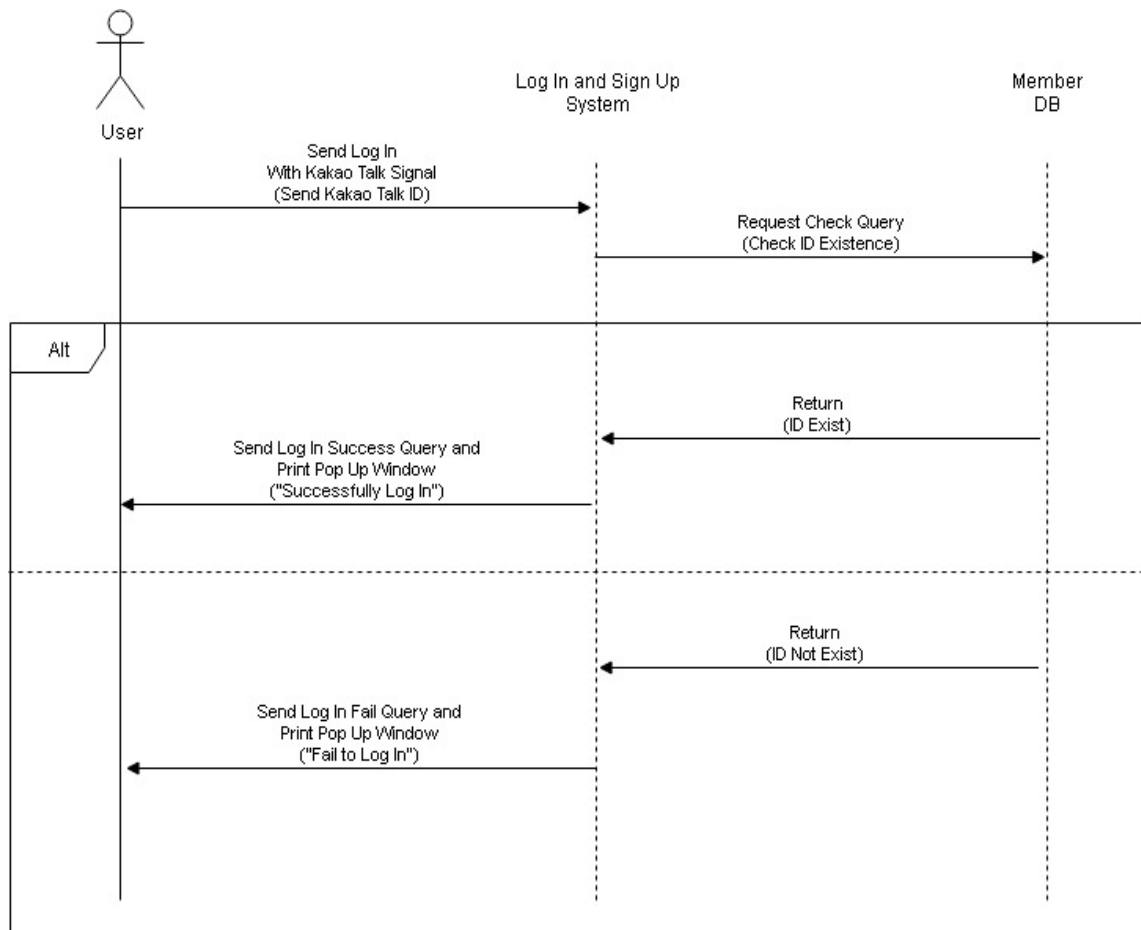 Log In and Sign Up
System
Member
DB
User
Send Log In
With Kakao Talk Signal
(Send Kakao Talk ID)
Request Check Query
(Check ID Existence)
Alt
Return
(ID Exist)
Send Log In Success Query and
Print Pop Up Window
("Successfully Log In")
Return
(ID Not Exist)
Send Log In Fail Query and
Print Pop Up Window
("Fail to Log In")